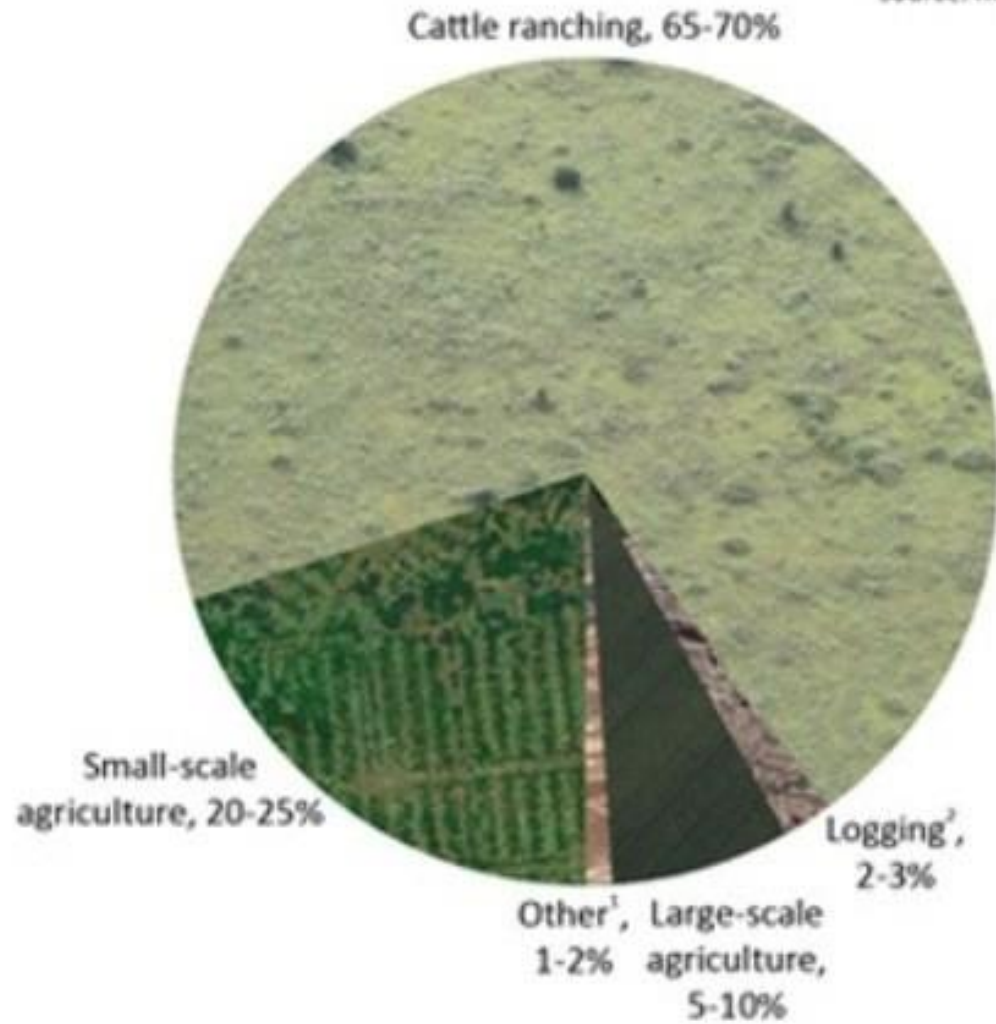 Cattle ranching, 65-70%
Small-scale
agriculture, 20-25%
Logging²,
2-3%
Other¹,
1-2%
Large-scale
agriculture,
5-10%